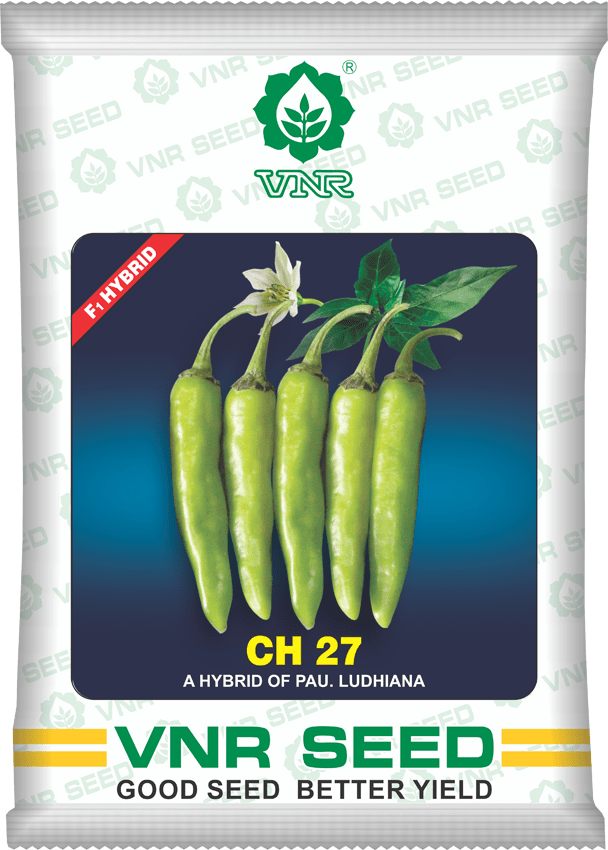 ®
VNR
F1 HYBRID
CH 27
A HYBRID OF PAU. LUDHIANA
VNR SEED
GOOD SEED BETTER YIELD